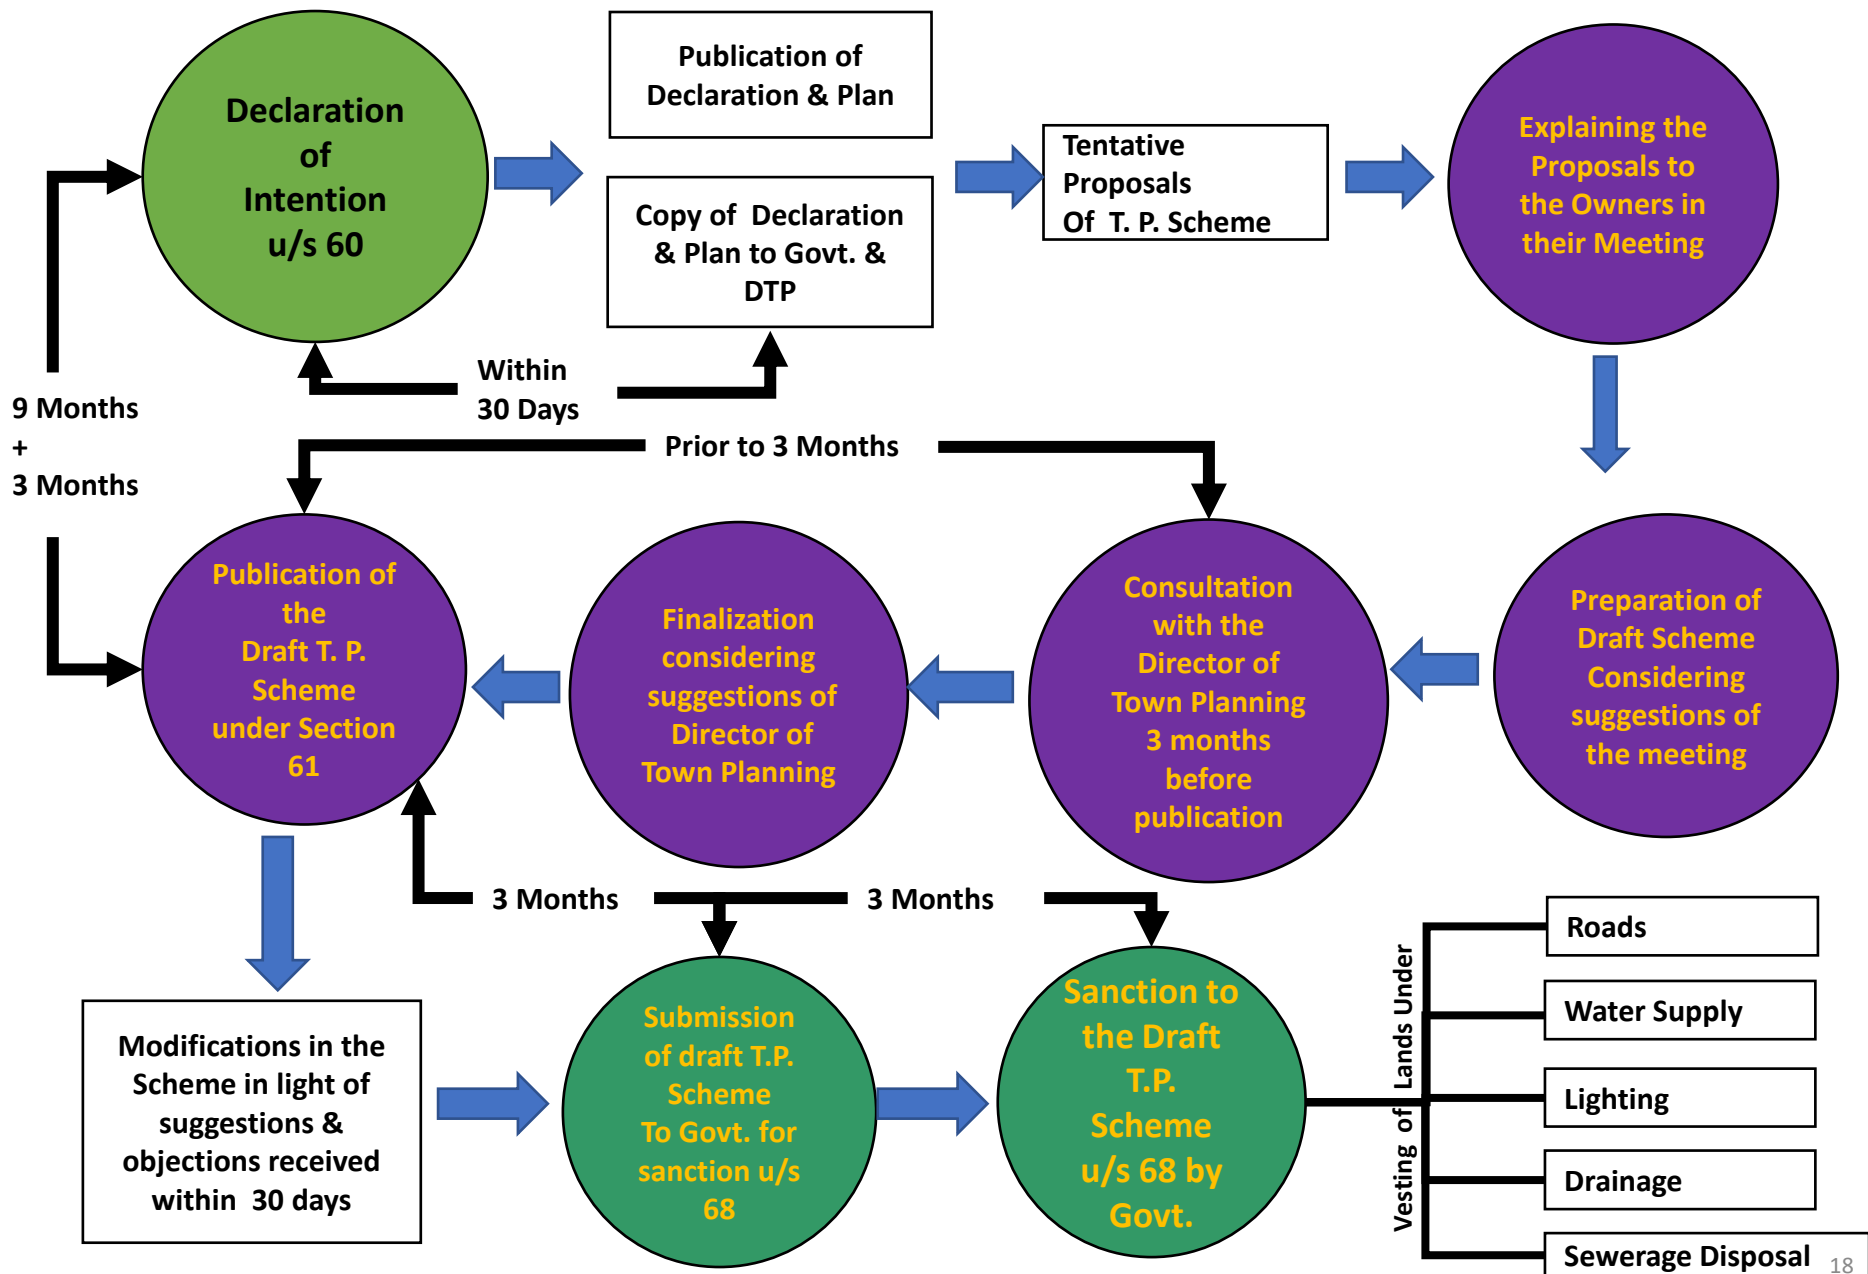 Declaration
of
Intention
u/s 60
Publication of
Declaration & Plan
Copy of Declaration
& Plan to Govt. &
DTP
Tentative
Proposals
Of T. P. Scheme
Explaining the
Proposals to
the Owners in
their Meeting
Within
30 Days
9 Months
+
3 Months
Prior to 3 Months
Publication of
the
Draft T. P.
Scheme
under Section
61
Finalization
considering
suggestions of
Director of
Town Planning
Consultation
with the
Director of
Town Planning
3 months
before
publication
Preparation of
Draft Scheme
Considering
suggestions of
the meeting
3 Months
3 Months
Modifications in the
Scheme in light of
suggestions &
objections received
within 30 days
Submission
of draft T.P.
Scheme
To Govt. for
sanction u/s
68
Sanction to
the Draft
T.P.
Scheme
u/s 68 by
Govt.
Vesting of Lands Under
Roads
Water Supply
Lighting
Drainage
Sewerage Disposal
18